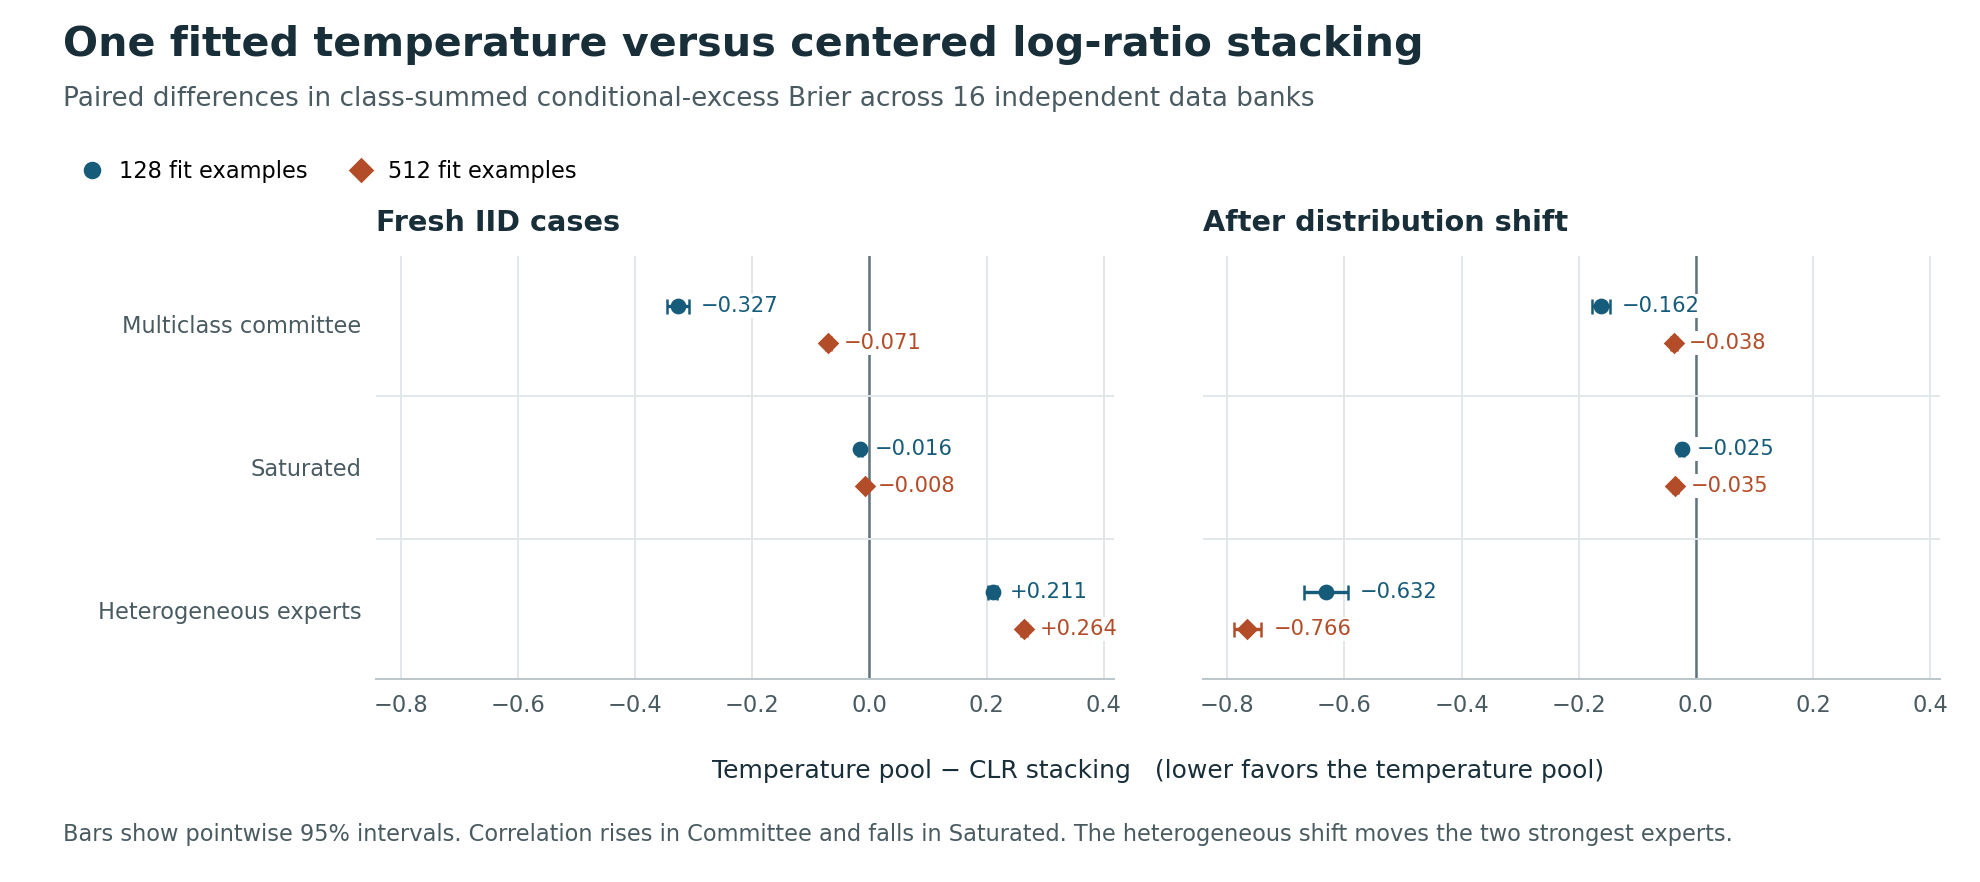 One fitted temperature versus centered log-ratio stacking
Paired differences in class-summed conditional-excess Brier across 16 independent data banks
128 fit examples
512 fit examples
Fresh IID cases
After distribution shift
Multiclass committee
−0.327
−0.071
−0.162
−0.038
Saturated
−0.016
−0.008
−0.025
−0.035
Heterogeneous experts
+0.211
+0.264
−0.632
−0.766
−0.8 −0.6 −0.4 −0.2 0.0 0.2 0.4
−0.8 −0.6 −0.4 −0.2 0.0 0.2 0.4
Temperature pool − CLR stacking (lower favors the temperature pool)
Bars show pointwise 95% intervals. Correlation rises in Committee and falls in Saturated. The heterogeneous shift moves the two strongest experts.